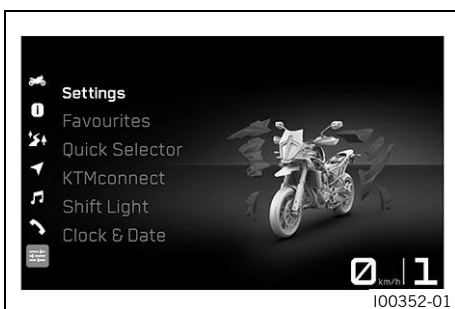 Settings
Favourites
Quick Selector
KTMconnect
Shift Light
Clock & Date
0 km/h 1
I00352-01